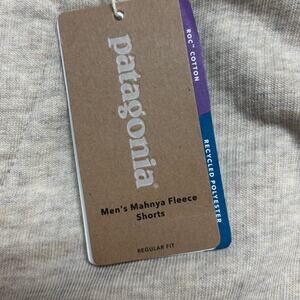 patagonia®
Men's Mahnya Fleece
Shorts
REGULAR FIT
ROC™ COTTON
RECYCLED POLYESTER